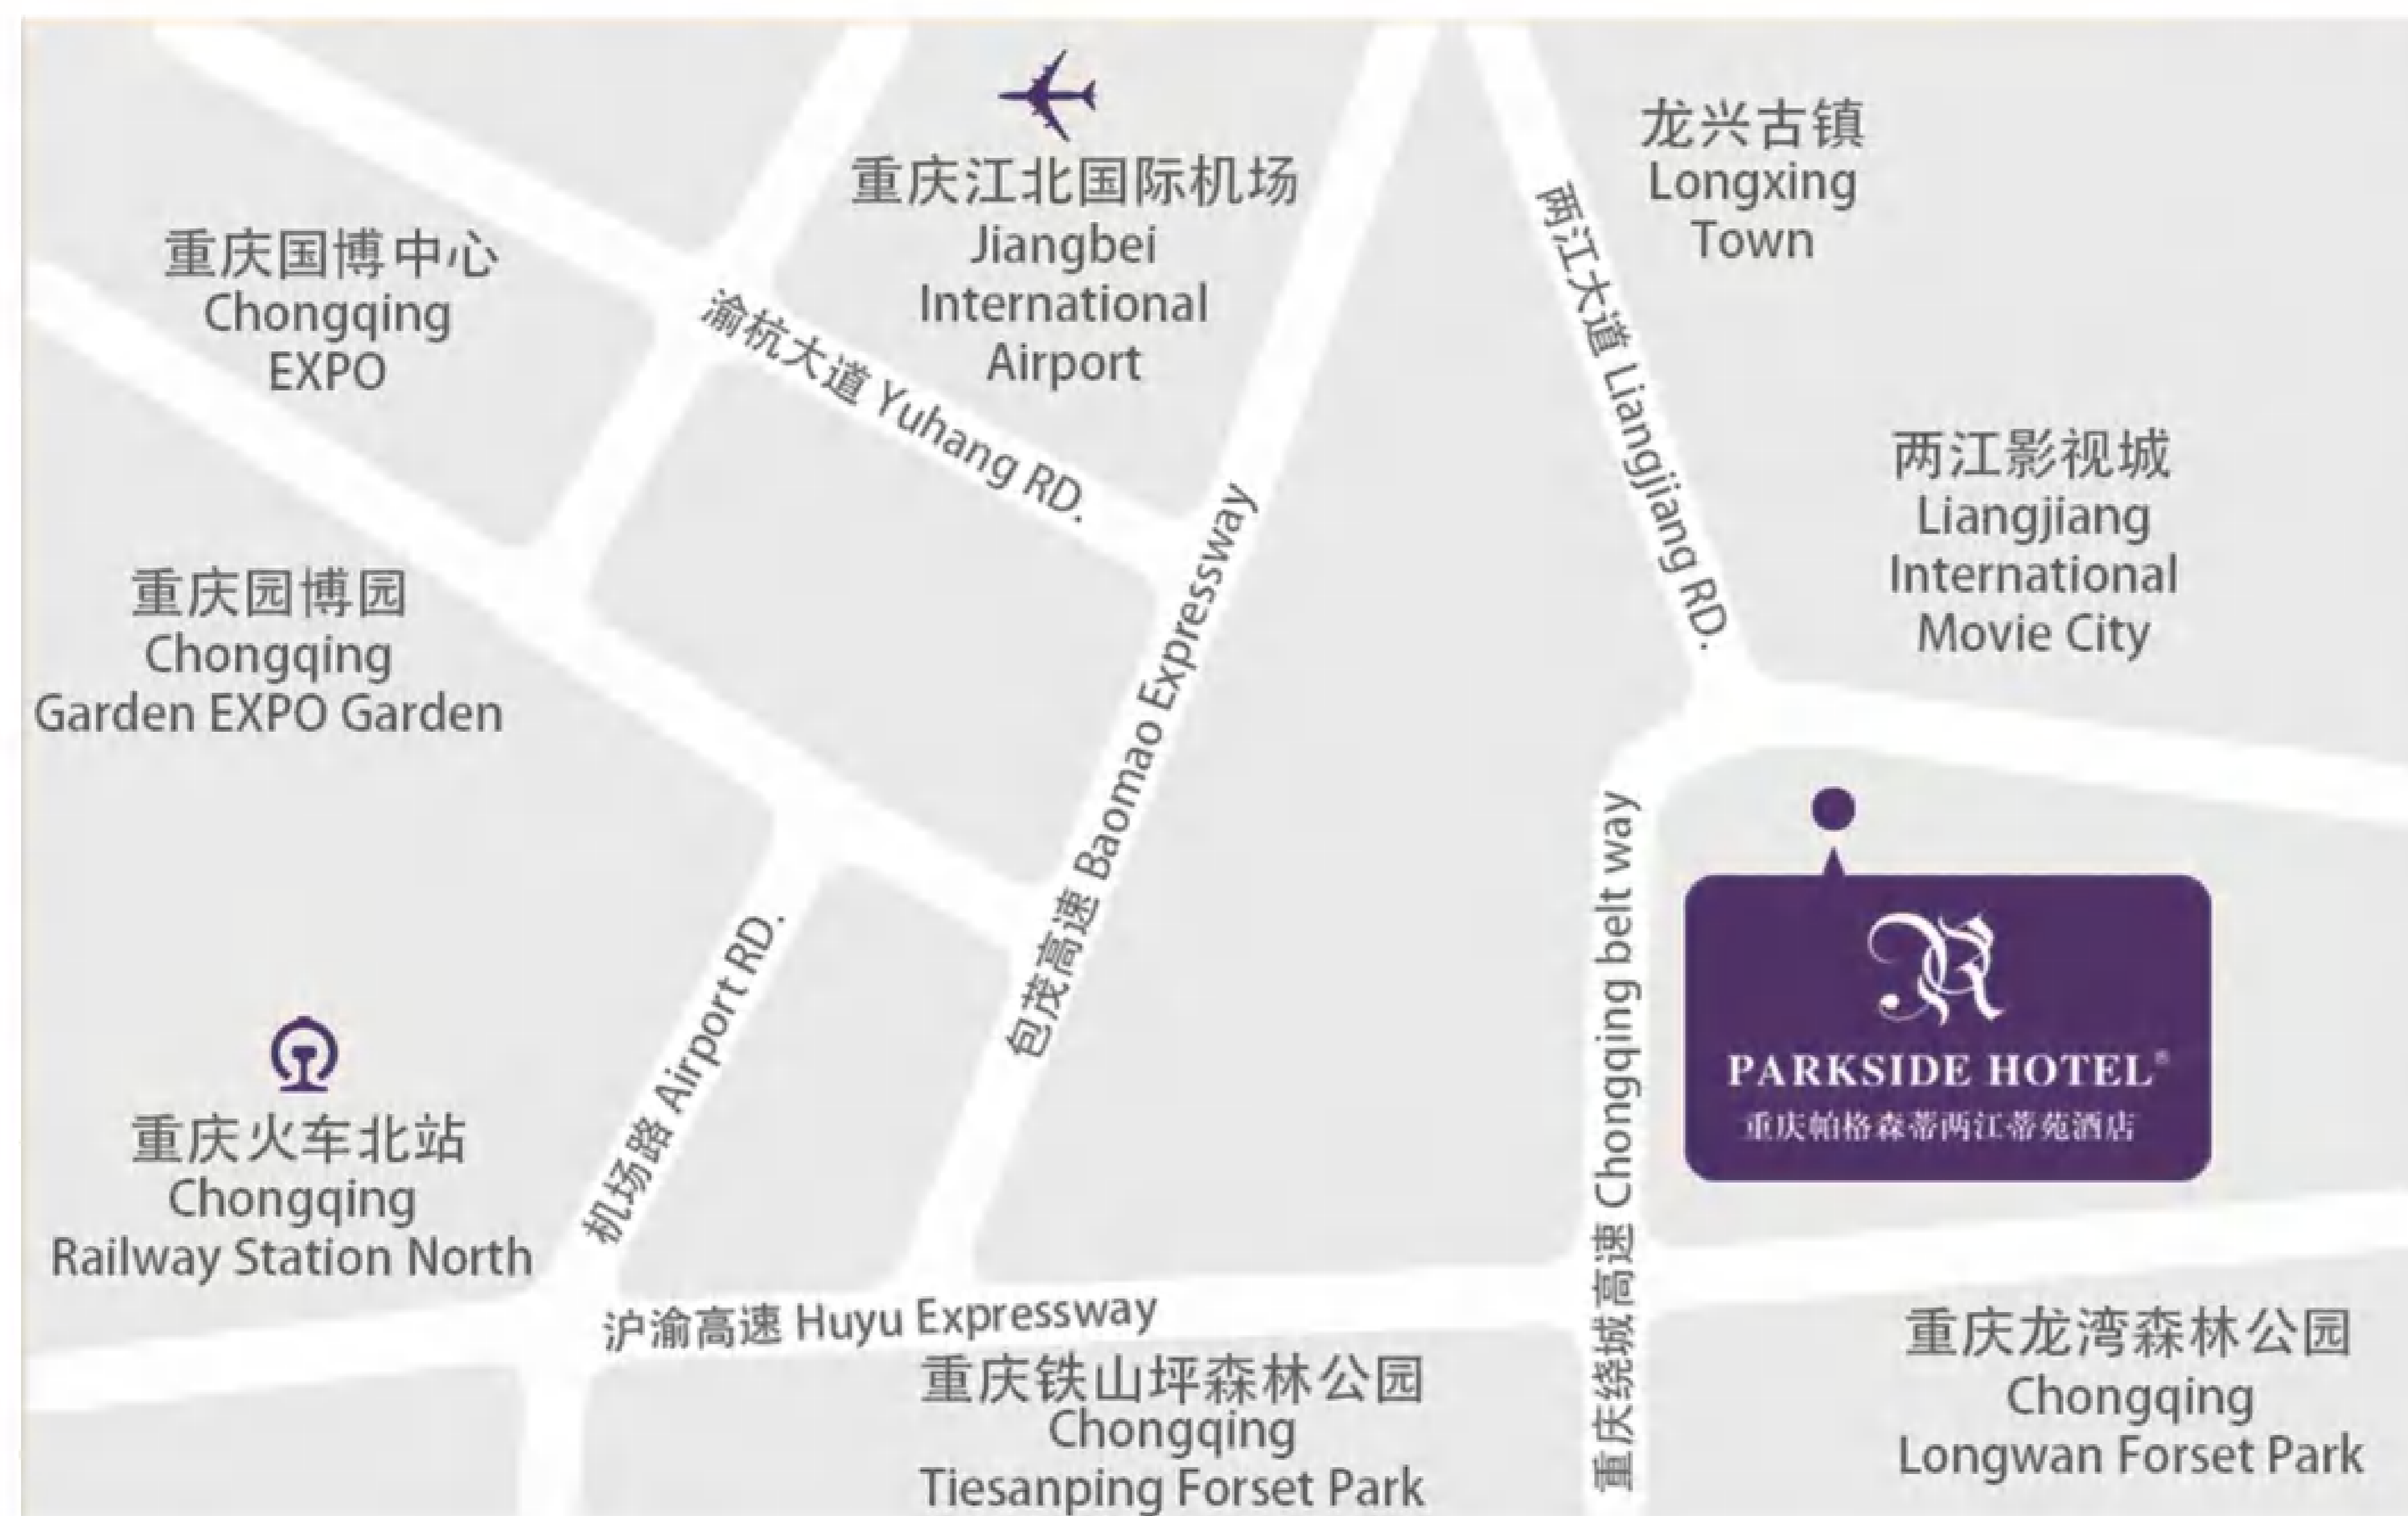 重庆江北国际机场
Jiangbei
International
Airport
龙兴古镇
Longxing
Town
重庆国博中心
Chongqing
EXPO
渝杭大道 Yuhang RD.
两江大道 Liangjiang RD.
两江影视城
Liangjiang
International
Movie City
重庆园博园
Chongqing
Garden EXPO Garden
包茂高速 Baomao Expressway
机场路 Airport RD.
重庆绕城高速 Chongqing belt way
PARKSIDE HOTEL®
重庆帕格森蒂两江蒂苑酒店
重庆火车北站
Chongqing
Railway Station North
沪渝高速 Huyu Expressway
重庆铁山坪森林公园
Chongqing
Tiesanping Forset Park
重庆龙湾森林公园
Chongqing
Longwan Forset Park